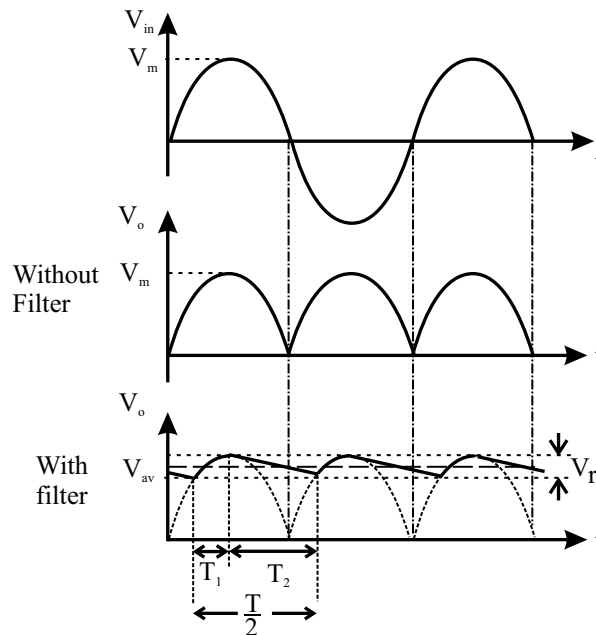 V_in
V_m
V_o
Without
Filter
V_m
V_o
With
filter
V_av
V_r
T_1
T_2
T
2